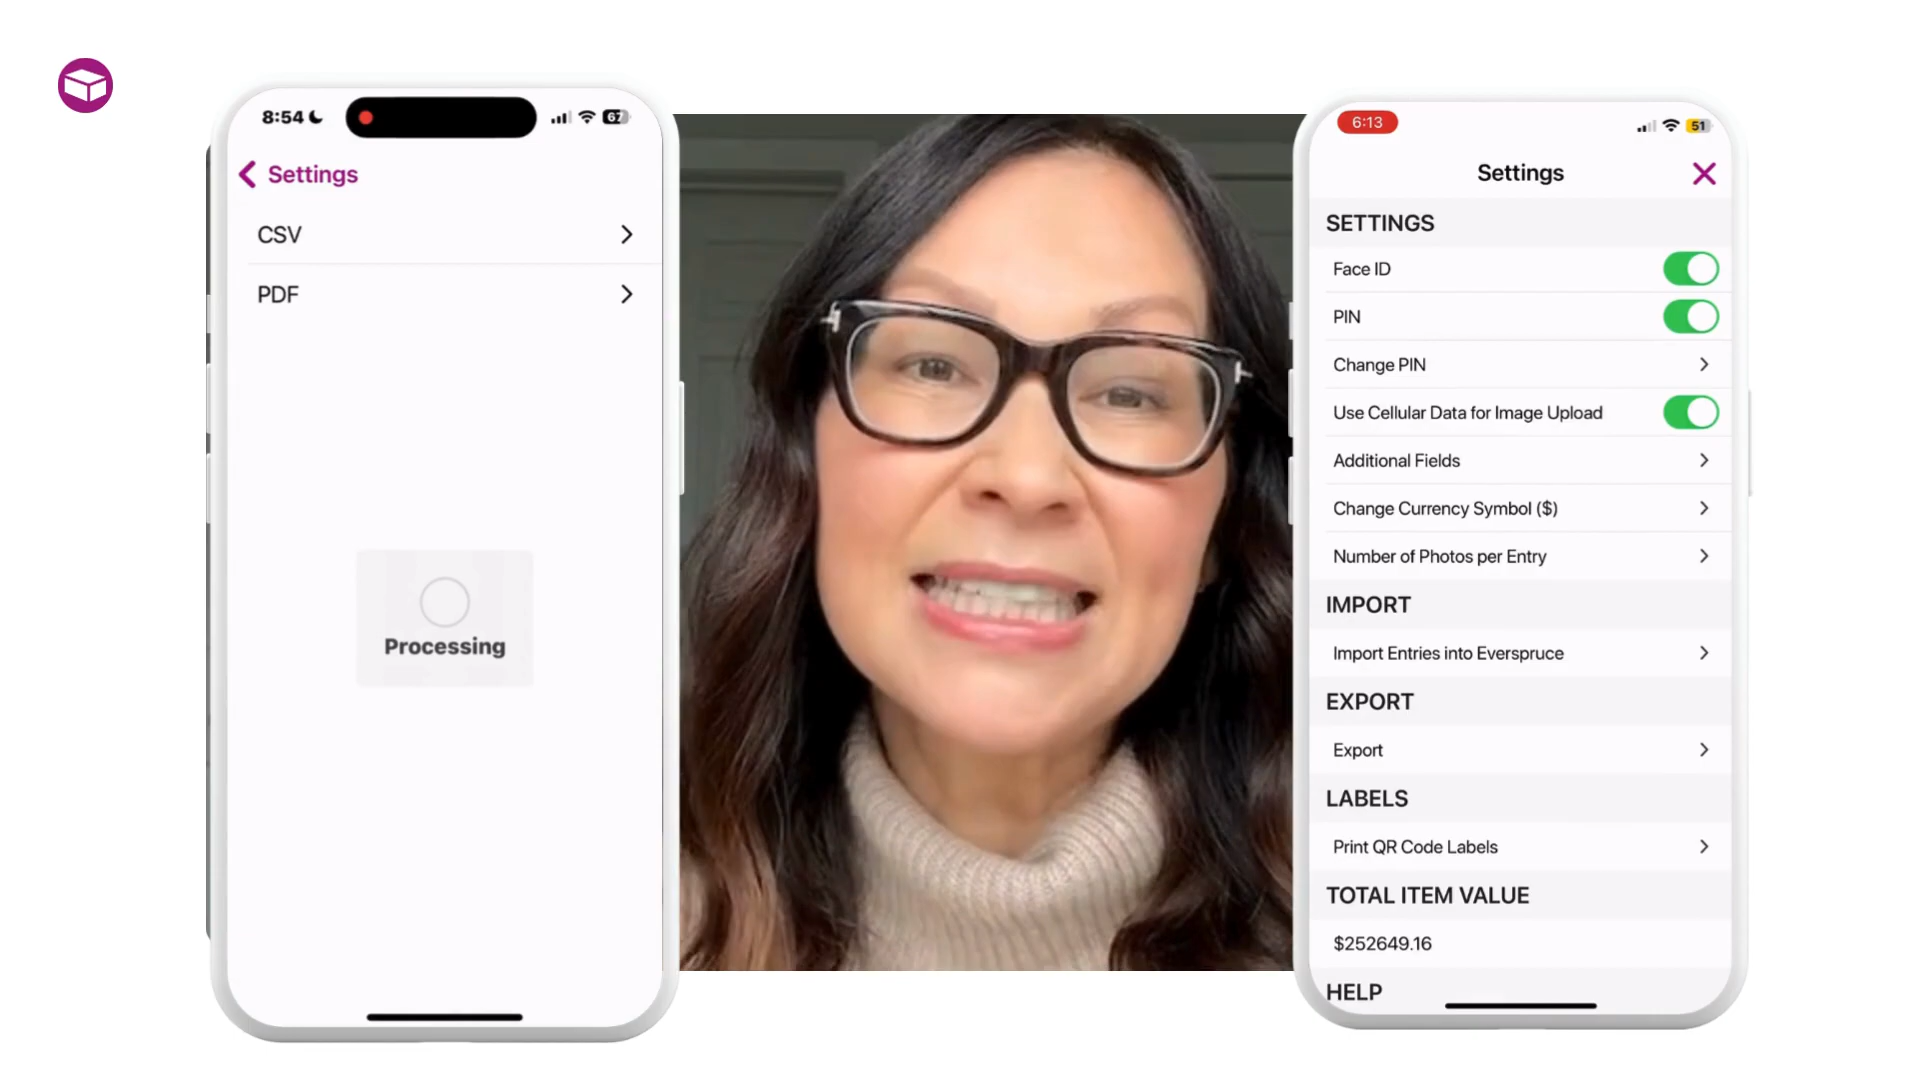 8:54
67
Settings
CSV
PDF
Processing
6:13
51
Settings
SETTINGS
Face ID
PIN
Change PIN
Use Cellular Data for Image Upload
Additional Fields
Change Currency Symbol ($)
Number of Photos per Entry
IMPORT
Import Entries into Everspruce
EXPORT
Export
LABELS
Print QR Code Labels
TOTAL ITEM VALUE
$252649.16
HELP